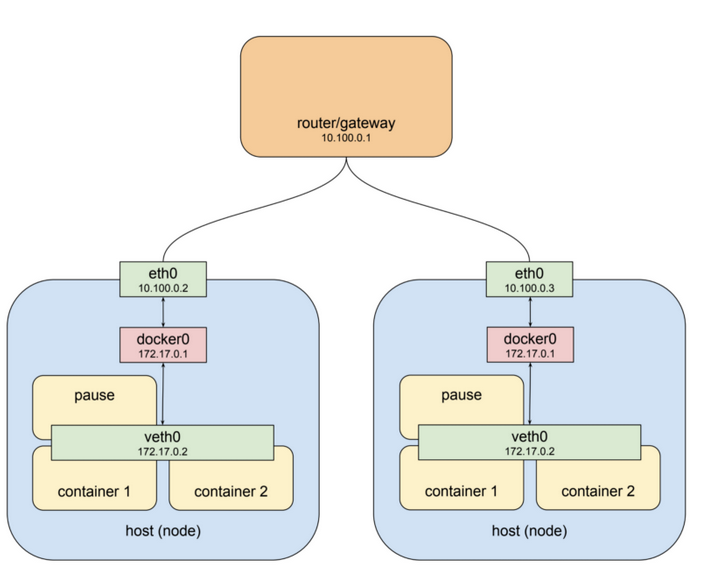 router/gateway
10.100.0.1
eth0
10.100.0.2
docker0
172.17.0.1
pause
veth0
172.17.0.2
container 1
container 2
host (node)
eth0
10.100.0.3
docker0
172.17.0.1
pause
veth0
172.17.0.2
container 1
container 2
host (node)